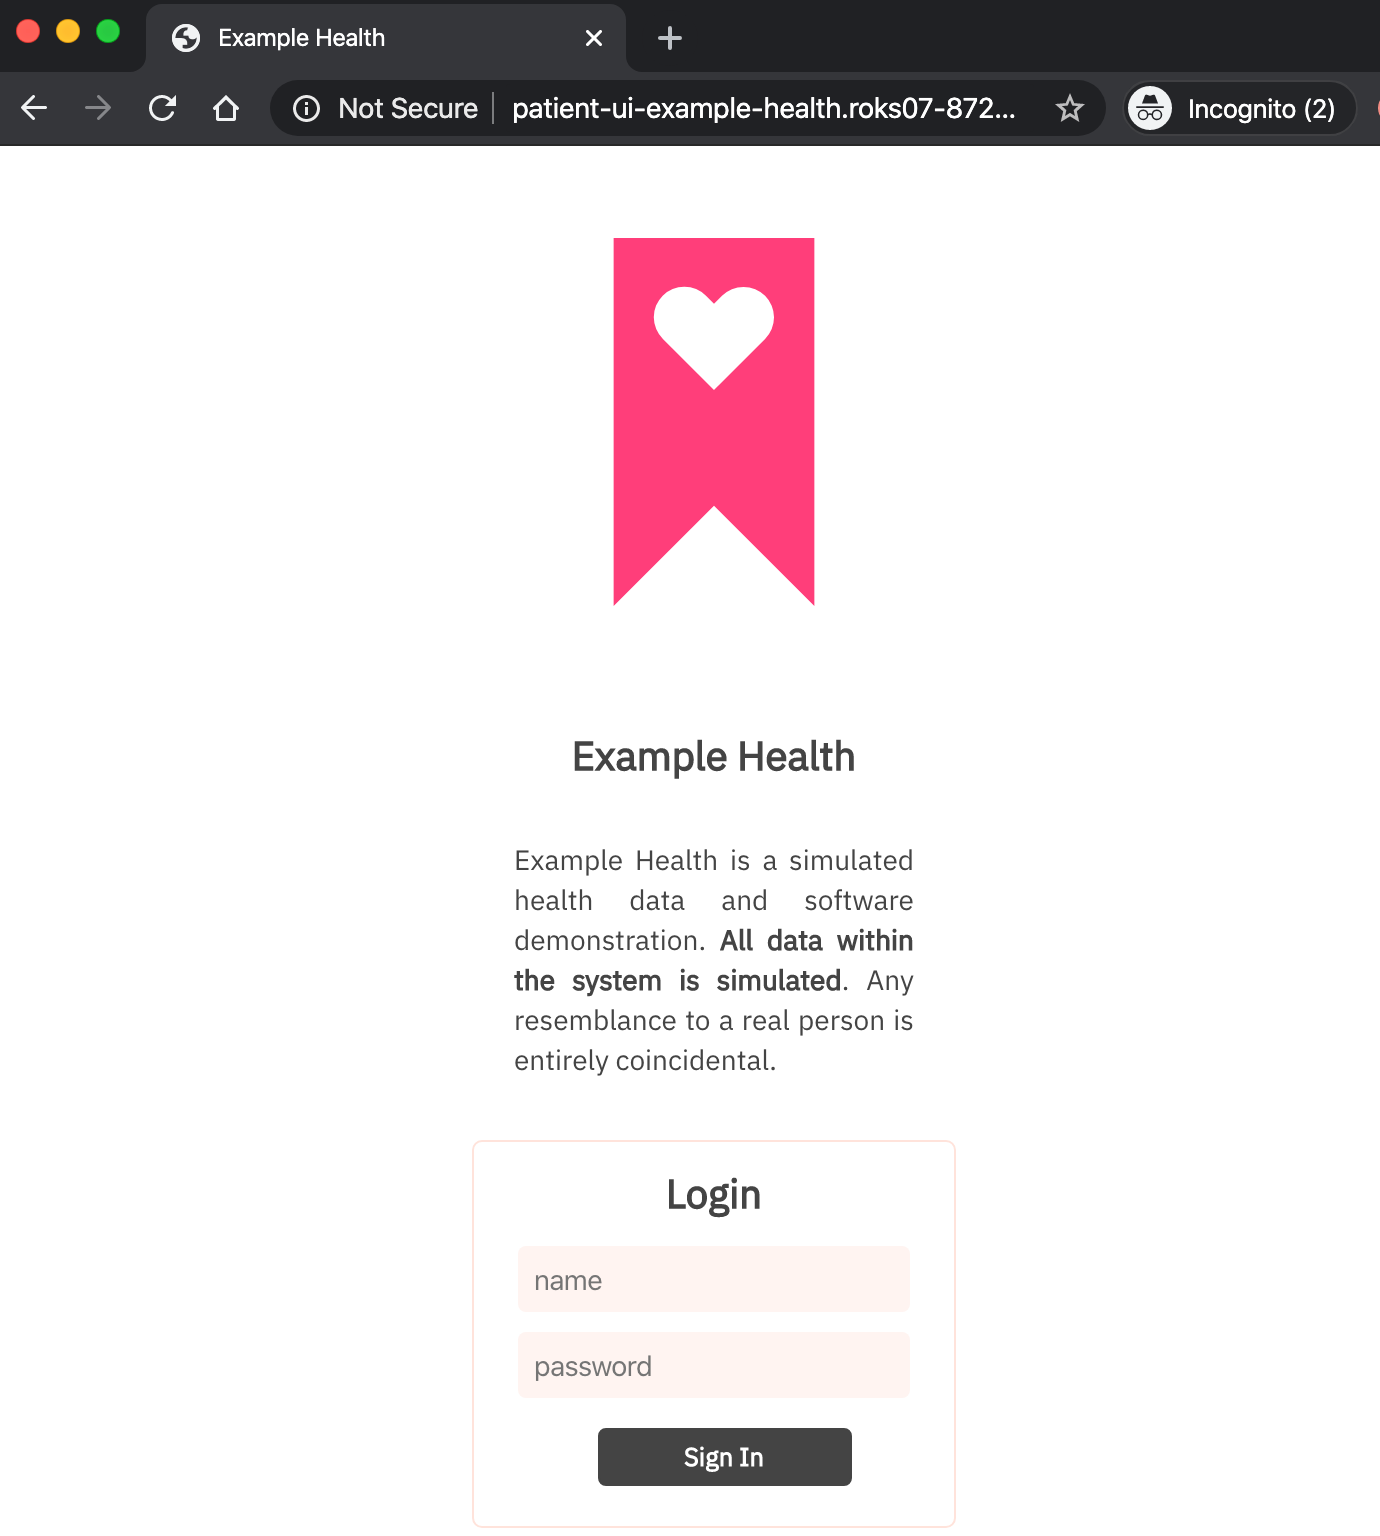 Example Health
Not Secure
patient-ui-example-health.roks07-872...
Incognito (2)
Example Health
Example Health is a simulated
health data and software
demonstration. All data within
the system is simulated. Any
resemblance to a real person is
entirely coincidental.
Login
name
password
Sign In